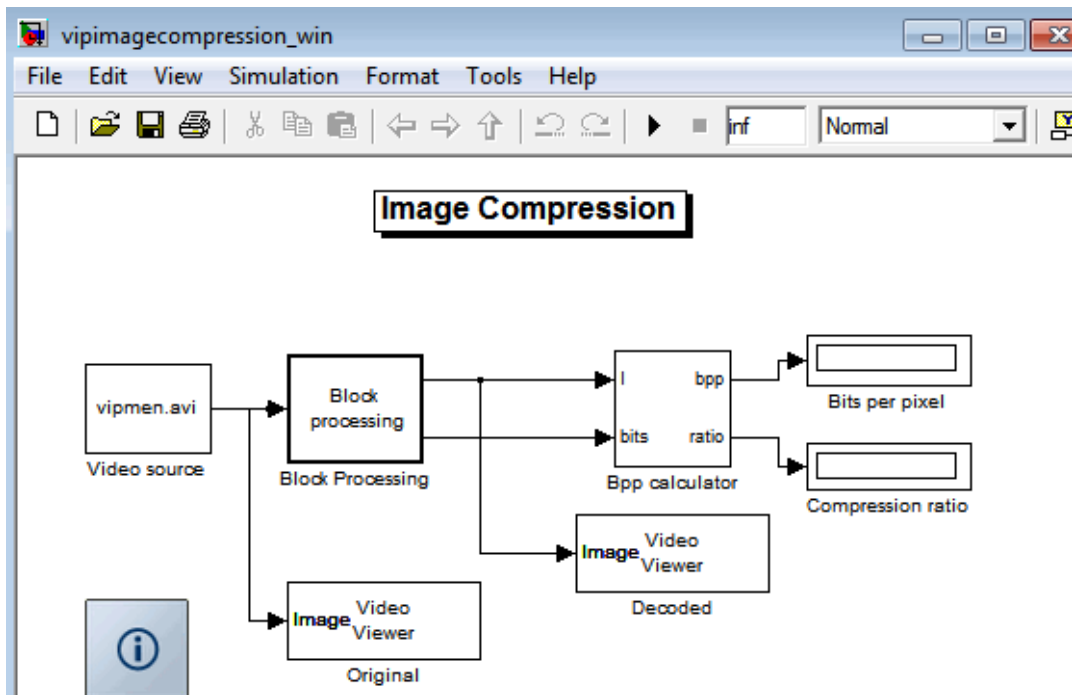 vipimagecompression_win
File Edit View Simulation Format Tools Help
inf Normal
Image Compression
vipmen.avi
Video source
Block
processing
Block Processing
I bpp
bits ratio
Bpp calculator
Bits per pixel
Compression ratio
Image Video
Viewer
Decoded
Image Video
Viewer
Original